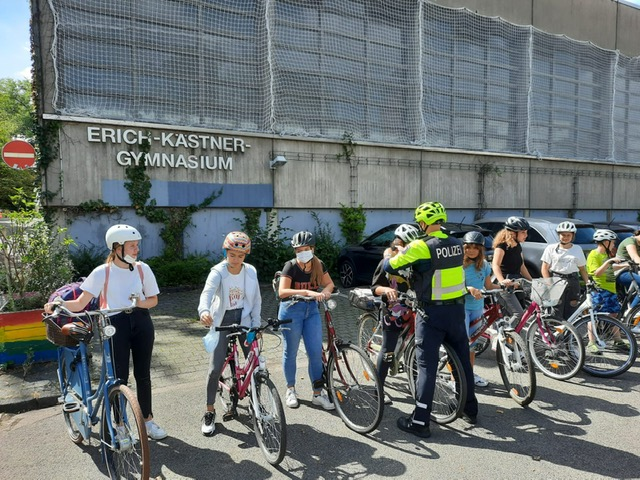 ERICH-KÄSTNER-
GYMNASIUM
POLIZEI